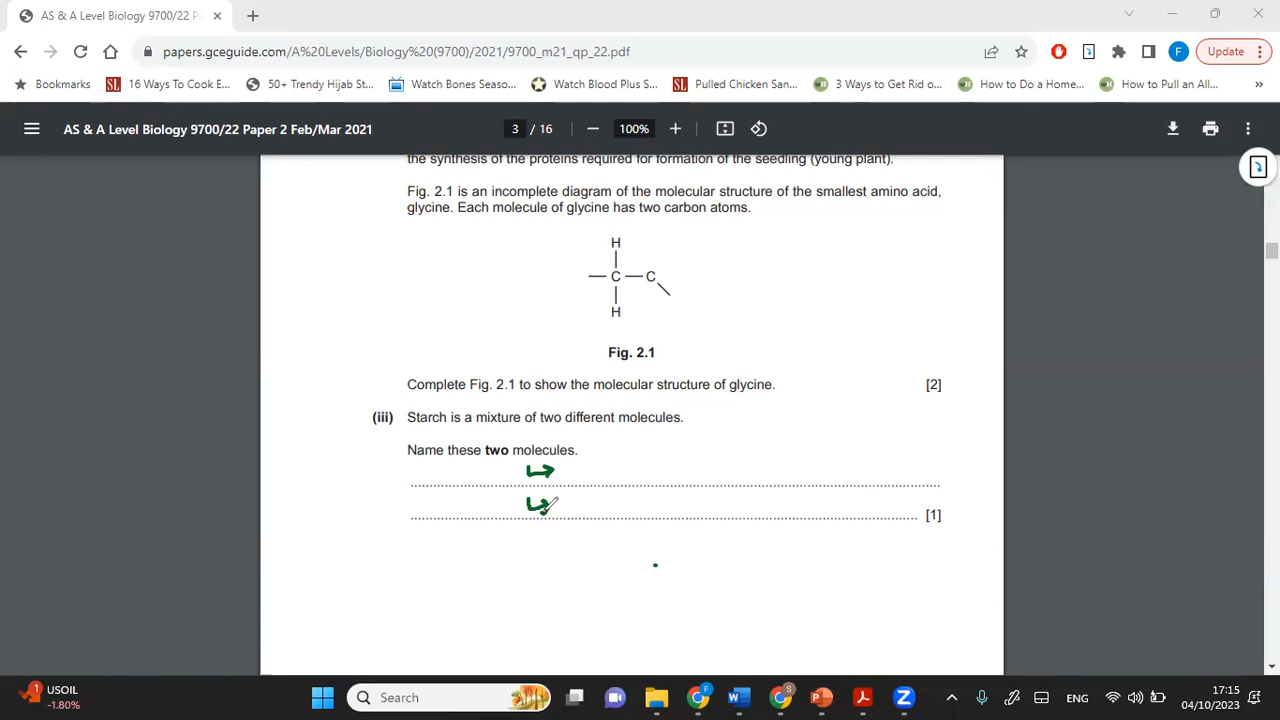 AS & A Level Biology 9700/22 Pa
papers.gceguide.com/A%20Levels/Biology%20(9700)/2021/9700_m21_qp_22.pdf
F
Update
Bookmarks
SL 16 Ways To Cook E...
50+ Trendy Hijab St...
Watch Bones Seaso...
Watch Blood Plus S...
SL Pulled Chicken San...
3 Ways to Get Rid o...
How to Do a Home...
How to Pull an All...
»
AS & A Level Biology 9700/22 Paper 2 Feb/Mar 2021
3 / 16
100%
the synthesis of the proteins required for formation of the seedling (young plant).
Fig. 2.1 is an incomplete diagram of the molecular structure of the smallest amino acid,
glycine. Each molecule of glycine has two carbon atoms.
H
C C
H
Fig. 2.1
Complete Fig. 2.1 to show the molecular structure of glycine. [2]
(iii) Starch is a mixture of two different molecules.
Name these two molecules.
[1]
1
USOIL
-1.80%
Search
F
S
ENG
17:15
04/10/2023